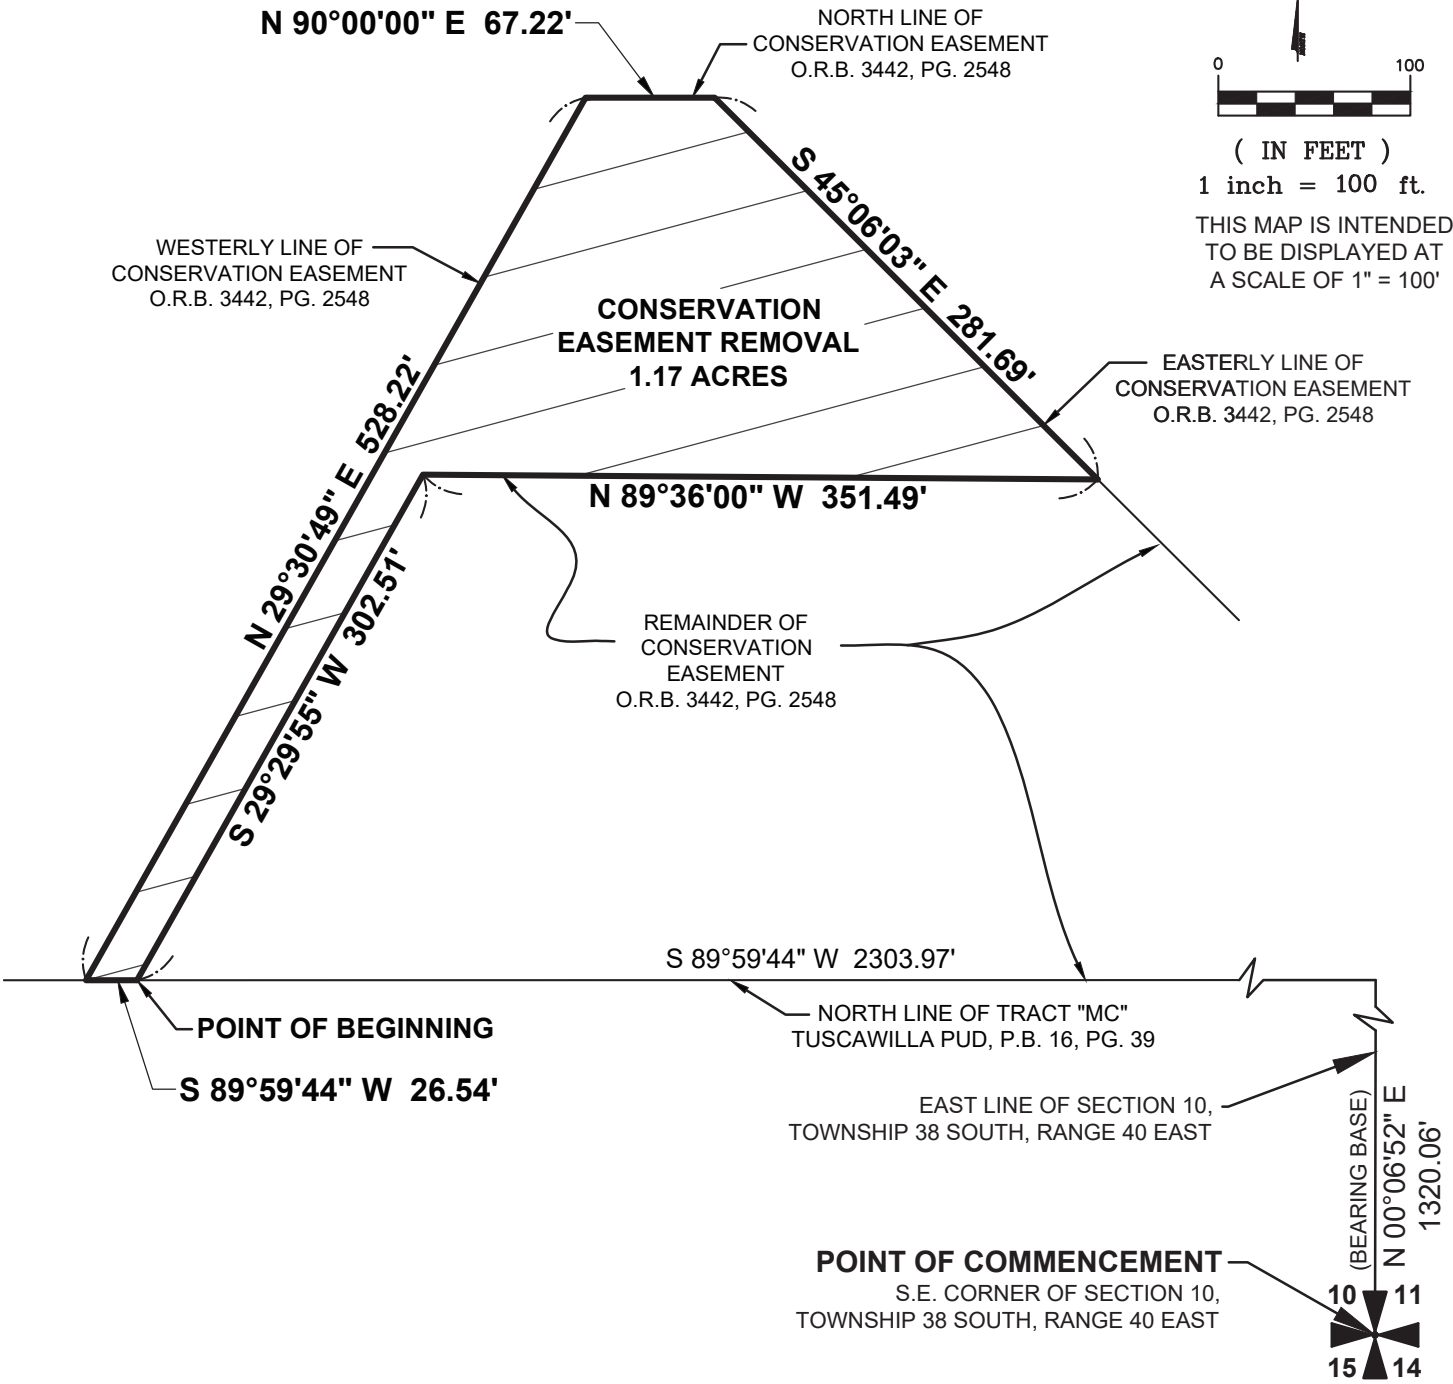 N 90°00'00" E 67.22'
NORTH LINE OF
CONSERVATION EASEMENT
O.R.B. 3442, PG. 2548
0 100
( IN FEET )
1 inch = 100 ft.
THIS MAP IS INTENDED
TO BE DISPLAYED AT
A SCALE OF 1" = 100'
WESTERLY LINE OF
CONSERVATION EASEMENT
O.R.B. 3442, PG. 2548
S 45°06'03" E 281.69'
CONSERVATION
EASEMENT REMOVAL
1.17 ACRES
EASTERLY LINE OF
CONSERVATION EASEMENT
O.R.B. 3442, PG. 2548
N 29°30'49" E 528.22'
N 89°36'00" W 351.49'
S 29°29'55" W 302.51'
REMAINDER OF
CONSERVATION
EASEMENT
O.R.B. 3442, PG. 2548
S 89°59'44" W 2303.97'
NORTH LINE OF TRACT "MC"
TUSCAWILLA PUD, P.B. 16, PG. 39
POINT OF BEGINNING
S 89°59'44" W 26.54'
EAST LINE OF SECTION 10,
TOWNSHIP 38 SOUTH, RANGE 40 EAST
(BEARING BASE)
N 00°06'52" E
1320.06'
POINT OF COMMENCEMENT
S.E. CORNER OF SECTION 10,
TOWNSHIP 38 SOUTH, RANGE 40 EAST
10 11
15 14